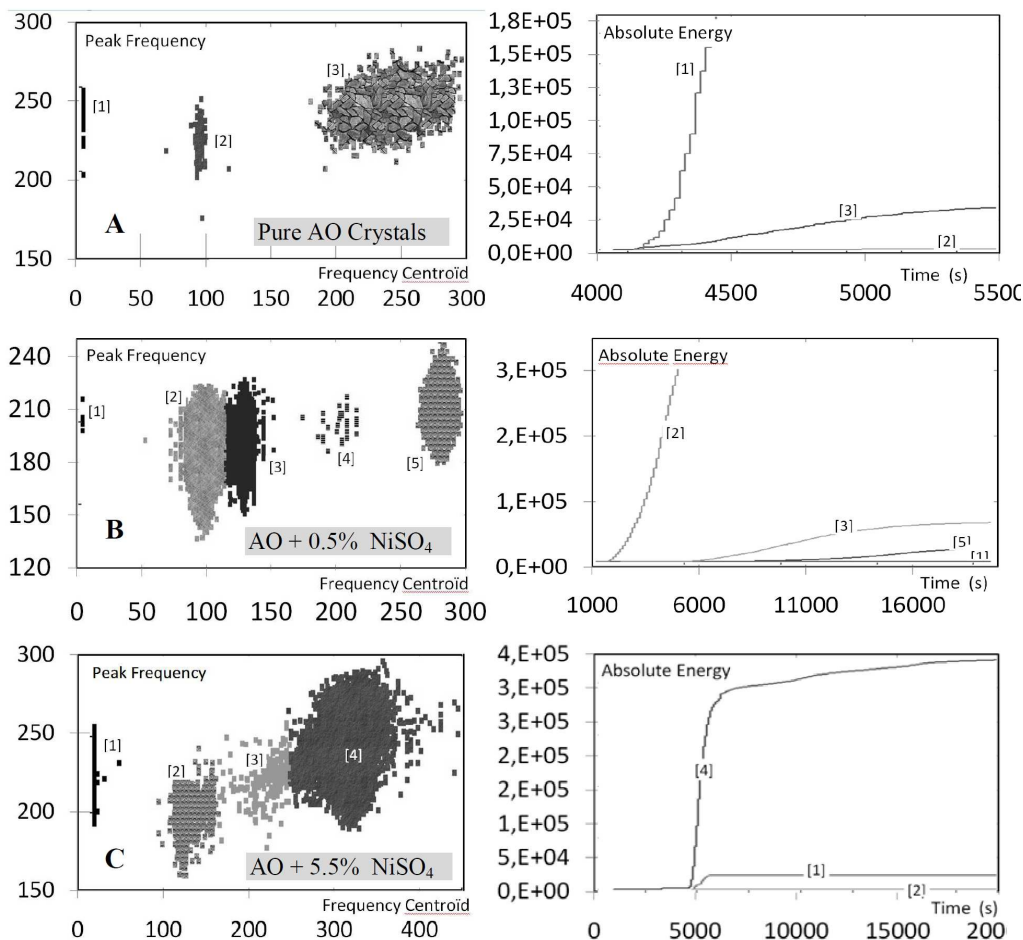 300
250
200
150
Peak Frequency
[1]
[2]
[3]
A
Pure AO Crystals
Frequency Centroïd
0 50 100 150 200 250 300
1,8E+05
1,5E+05
1,3E+05
1,0E+05
7,5E+04
5,0E+04
2,5E+04
0,0E+00
Absolute Energy
[1]
[3]
[2]
Time (s)
4000 4500 5000 5500
240
210
180
150
120
Peak Frequency
[1]
[2]
[3]
[4]
[5]
B
AO + 0.5% NiSO₄
Frequency Centroïd
0 50 100 150 200 250 300
3,E+05
2,E+05
1,E+05
0,E+00
Absolute Energy
[2]
[3]
[5]
[1]
Time (s)
1000 6000 11000 16000
300
250
200
150
Peak Frequency
[1]
[2]
[3]
[4]
C
AO + 5.5% NiSO₄
Frequency Centroïd
0 100 200 300 400
4,E+05
3,E+05
3,E+05
5,E+04
0,E+00
Absolute Energy
[4]
[1]
[2]
Time (s)
0 5000 10000 15000 2000